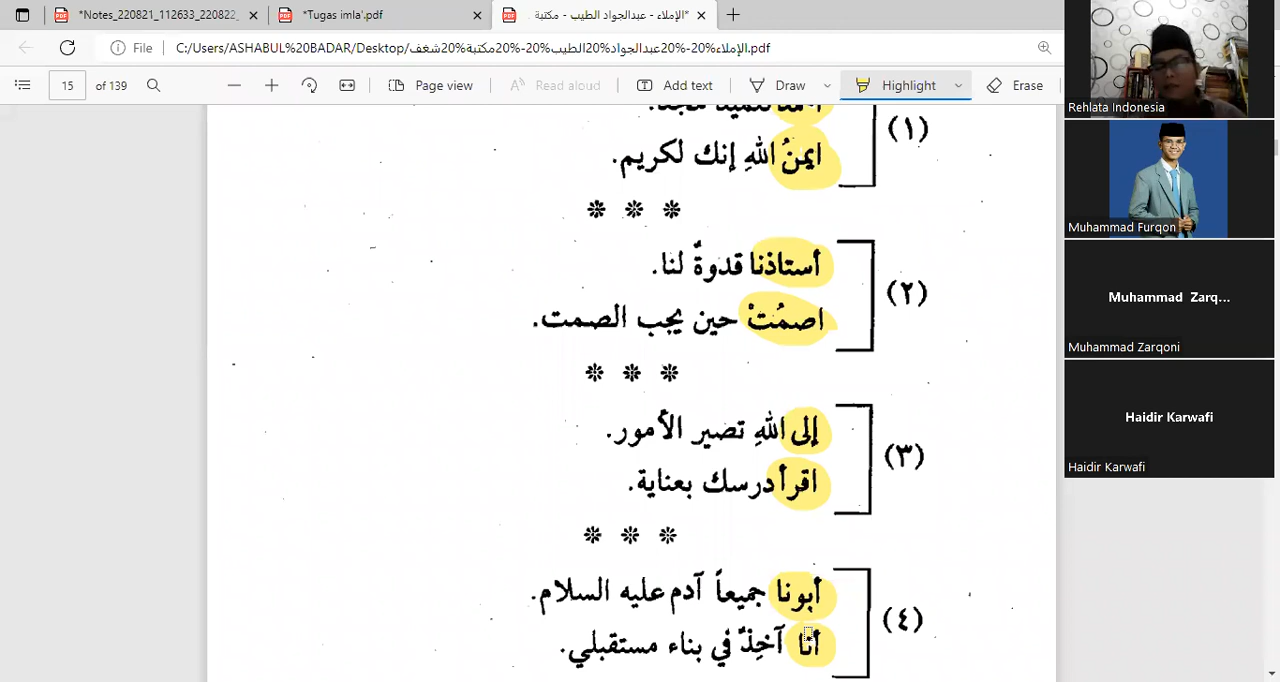 *Notes_220821_112633_220822_
*Tugas imla'.pdf
*الإملاء - عبدالجواد الطيب - مكتبة
File
C:/Users/ASHABUL%20BADAR/Desktop/الإملاء%20-%20عبدالجواد%20الطيب%20-%20مكتبة%20شغف.pdf
15 of 139
Page view
Read aloud
Add text
Draw
Highlight
Erase
(١)
ايمنُ اللهِ إنك لكريم.
(٢)
أستاذنا قدوةٌ لنا.
اصمُتْ حين يجب الصمت.
(٣)
إلى اللهِ تصير الأمور.
اقرأ درسك بعناية.
(٤)
أبونا جميعاً آدم عليه السلام.
أنا آخِذٌ في بناء مستقبلي.
Rehlata Indonesia
Muhammad Furqon
Muhammad Zarq...
Muhammad Zarqoni
Haidir Karwafi
Haidir Karwafi